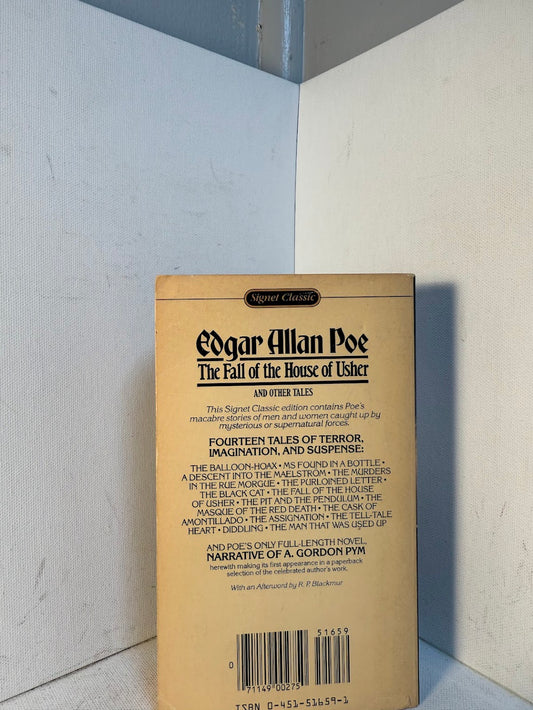 Signet Classic
Edgar Allan Poe
The Fall of the House of Usher
AND OTHER TALES
This Signet Classic edition contains Poe's
macabre stories of men and women caught up by
mysterious or supernatural forces.
FOURTEEN TALES OF TERROR,
IMAGINATION, AND SUSPENSE:
THE BALLOON-HOAX • MS FOUND IN A BOTTLE •
A DESCENT INTO THE MAELSTROM • THE MURDERS
IN THE RUE MORGUE • THE PURLOINED LETTER •
THE BLACK CAT • THE FALL OF THE HOUSE
OF USHER • THE PIT AND THE PENDULUM • THE
MASQUE OF THE RED DEATH • THE CASK OF
AMONTILLADO • THE ASSIGNATION • THE TELL-TALE
HEART • DIDDLING • THE MAN THAT WAS USED UP
AND POE'S ONLY FULL-LENGTH NOVEL,
NARRATIVE OF A. GORDON PYM
herewith making its first appearance in a paperback
selection of the celebrated author's work.
With an Afterword by R. P. Blackmur
51659
0
71149 00275
ISBN 0-451-51659-1